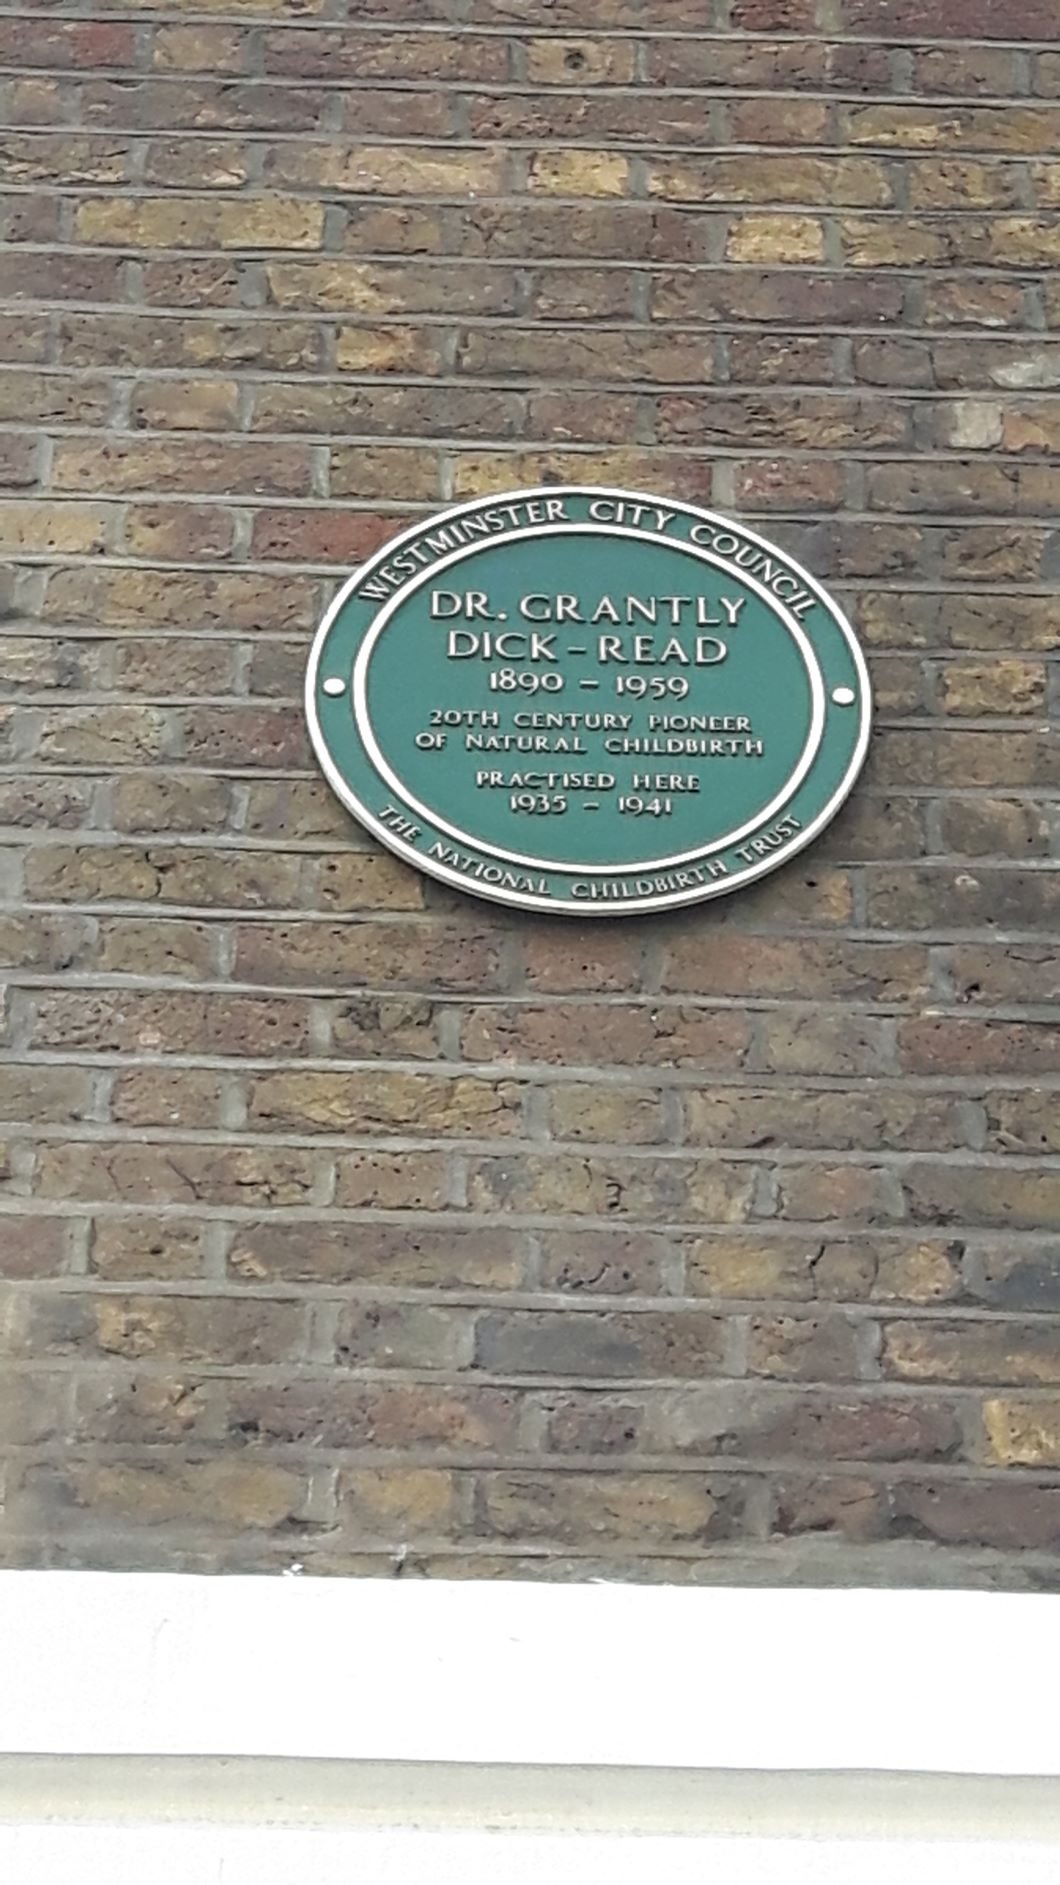 WESTMINSTER CITY COUNCIL
DR. GRANTLY
DICK-READ
1890 - 1959
20TH CENTURY PIONEER
OF NATURAL CHILDBIRTH
PRACTISED HERE
1935 - 1941
THE NATIONAL CHILDBIRTH TRUST